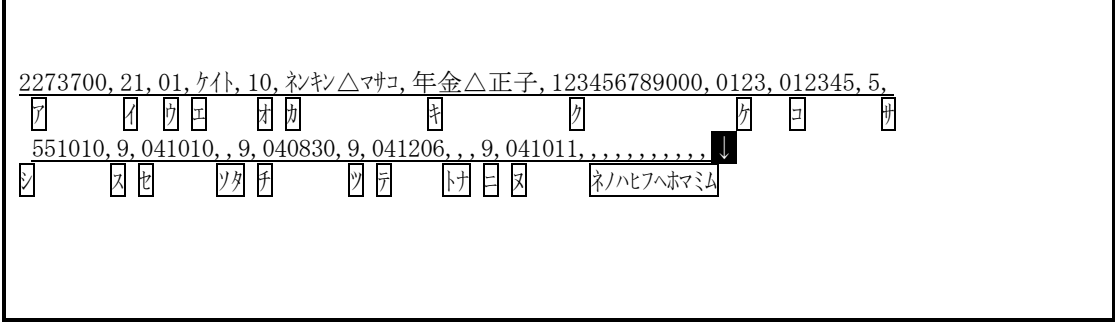 2273700,21,01,ｹｲﾄ,10,ﾈﾝｷﾝ△ﾏｻｺ,年金△正子,123456789000,0123,012345,5,
ア イ ウ エ オ カ キ ク ケ コ サ
551010,9,041010,,9,040830,9,041206,,,9,041011,,,,,,,,,,,↓
シ ス セ ソタ チ ツ テ トナ ニ ヌ ネノハヒフヘホマミム